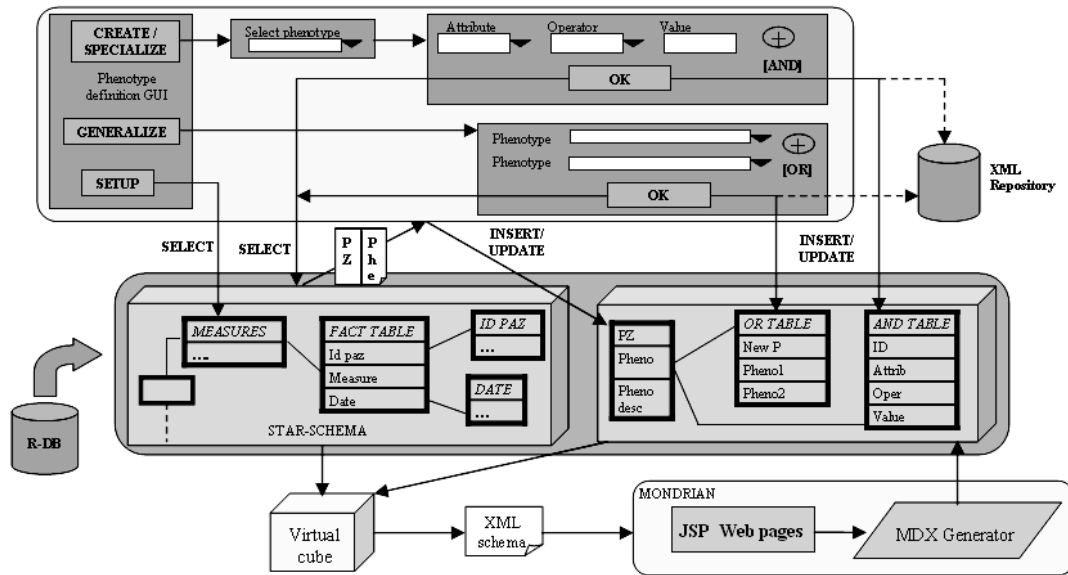 CREATE /
SPECIALIZE
Phenotype
definition GUI
GENERALIZE
SETUP
Select phenotype
Attribute
Operator
Value
[AND]
OK
Phenotype
Phenotype
[OR]
OK
XML
Repository
SELECT
SELECT
P
Z
P
h
e
INSERT/
UPDATE
INSERT/
UPDATE
MEASURES
....
FACT TABLE
Id paz
Measure
Date
ID PAZ
...
DATE
...
STAR-SCHEMA
PZ
Pheno
Pheno
desc
OR TABLE
New P
Pheno1
Pheno2
AND TABLE
ID
Attrib
Oper
Value
R-DB
Virtual
cube
XML
schema
MONDRIAN
JSP Web pages
MDX Generator